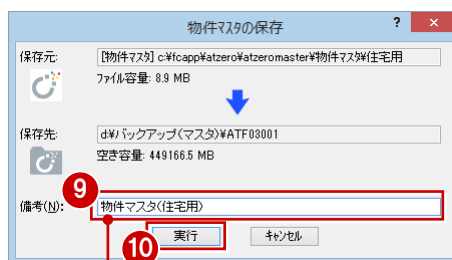 物件ﾏｽﾀの保存
? ×
保存元:
[物件ﾏｽﾀ] c:¥fcapp¥atzero¥atzeromaster¥物件ﾏｽﾀ¥住宅用
ﾌｧｲﾙ容量: 8.9 MB
保存先:
d:¥バックアップ(マスタ)¥ATF03001
空き容量: 449166.5 MB
9
備考(N):
物件マスタ(住宅用)
10
実行
ｷｬﾝｾﾙ